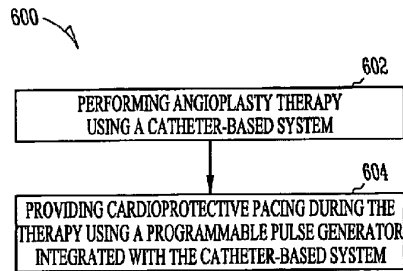 600
602
PERFORMING ANGIOPLASTY THERAPY
USING A CATHETER-BASED SYSTEM
604
PROVIDING CARDIOPROTECTIVE PACING DURING THE
THERAPY USING A PROGRAMMABLE PULSE GENERATOR
INTEGRATED WITH THE CATHETER-BASED SYSTEM